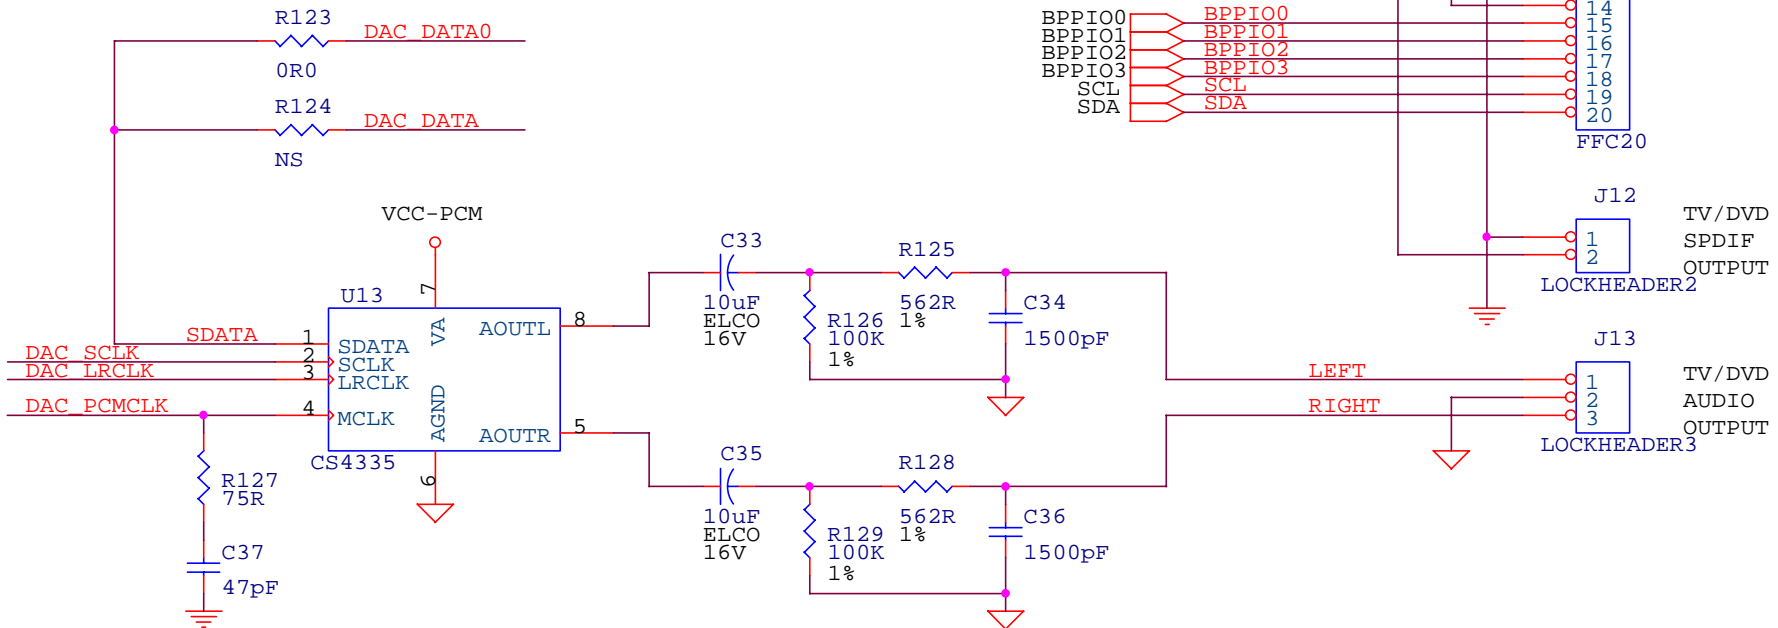 R123
DAC_DATA0
0R0
R124
DAC_DATA
NS
BPPIO0
BPPIO1
BPPIO2
BPPIO3
SCL
SDA
BPPIO0
BPPIO1
BPPIO2
BPPIO3
SCL
SDA
14
15
16
17
18
19
20
FFC20
J12
1
2
LOCKHEADER2
TV/DVD
SPDIF
OUTPUT
VCC-PCM
7
U13
SDATA
DAC_SCLK
DAC_LRCLK
DAC_PCMCLK
1
2
3
4
SDATA
SCLK
LRCLK
MCLK
VA
AGND
AOUTL
AOUTR
8
5
6
CS4335
R127
75R
C37
47pF
C33
10uF
ELCO
16V
R125
562R
1%
R126
100K
1%
C34
1500pF
C35
10uF
ELCO
16V
R128
562R
1%
R129
100K
1%
C36
1500pF
LEFT
RIGHT
J13
1
2
3
LOCKHEADER3
TV/DVD
AUDIO
OUTPUT